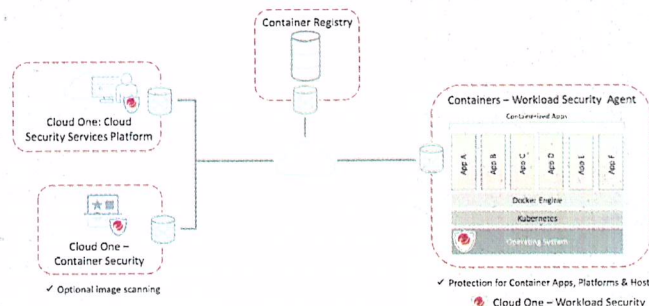 Container Registry
Cloud One: Cloud
Security Services Platform
Cloud One –
Container Security
✓ Optional image scanning
Containers – Workload Security Agent
Containerized Apps
App A
App B
App C
App D
App E
App F
Docker Engine
Kubernetes
Operating System
✓ Protection for Container Apps, Platforms & Host
Cloud One – Workload Security